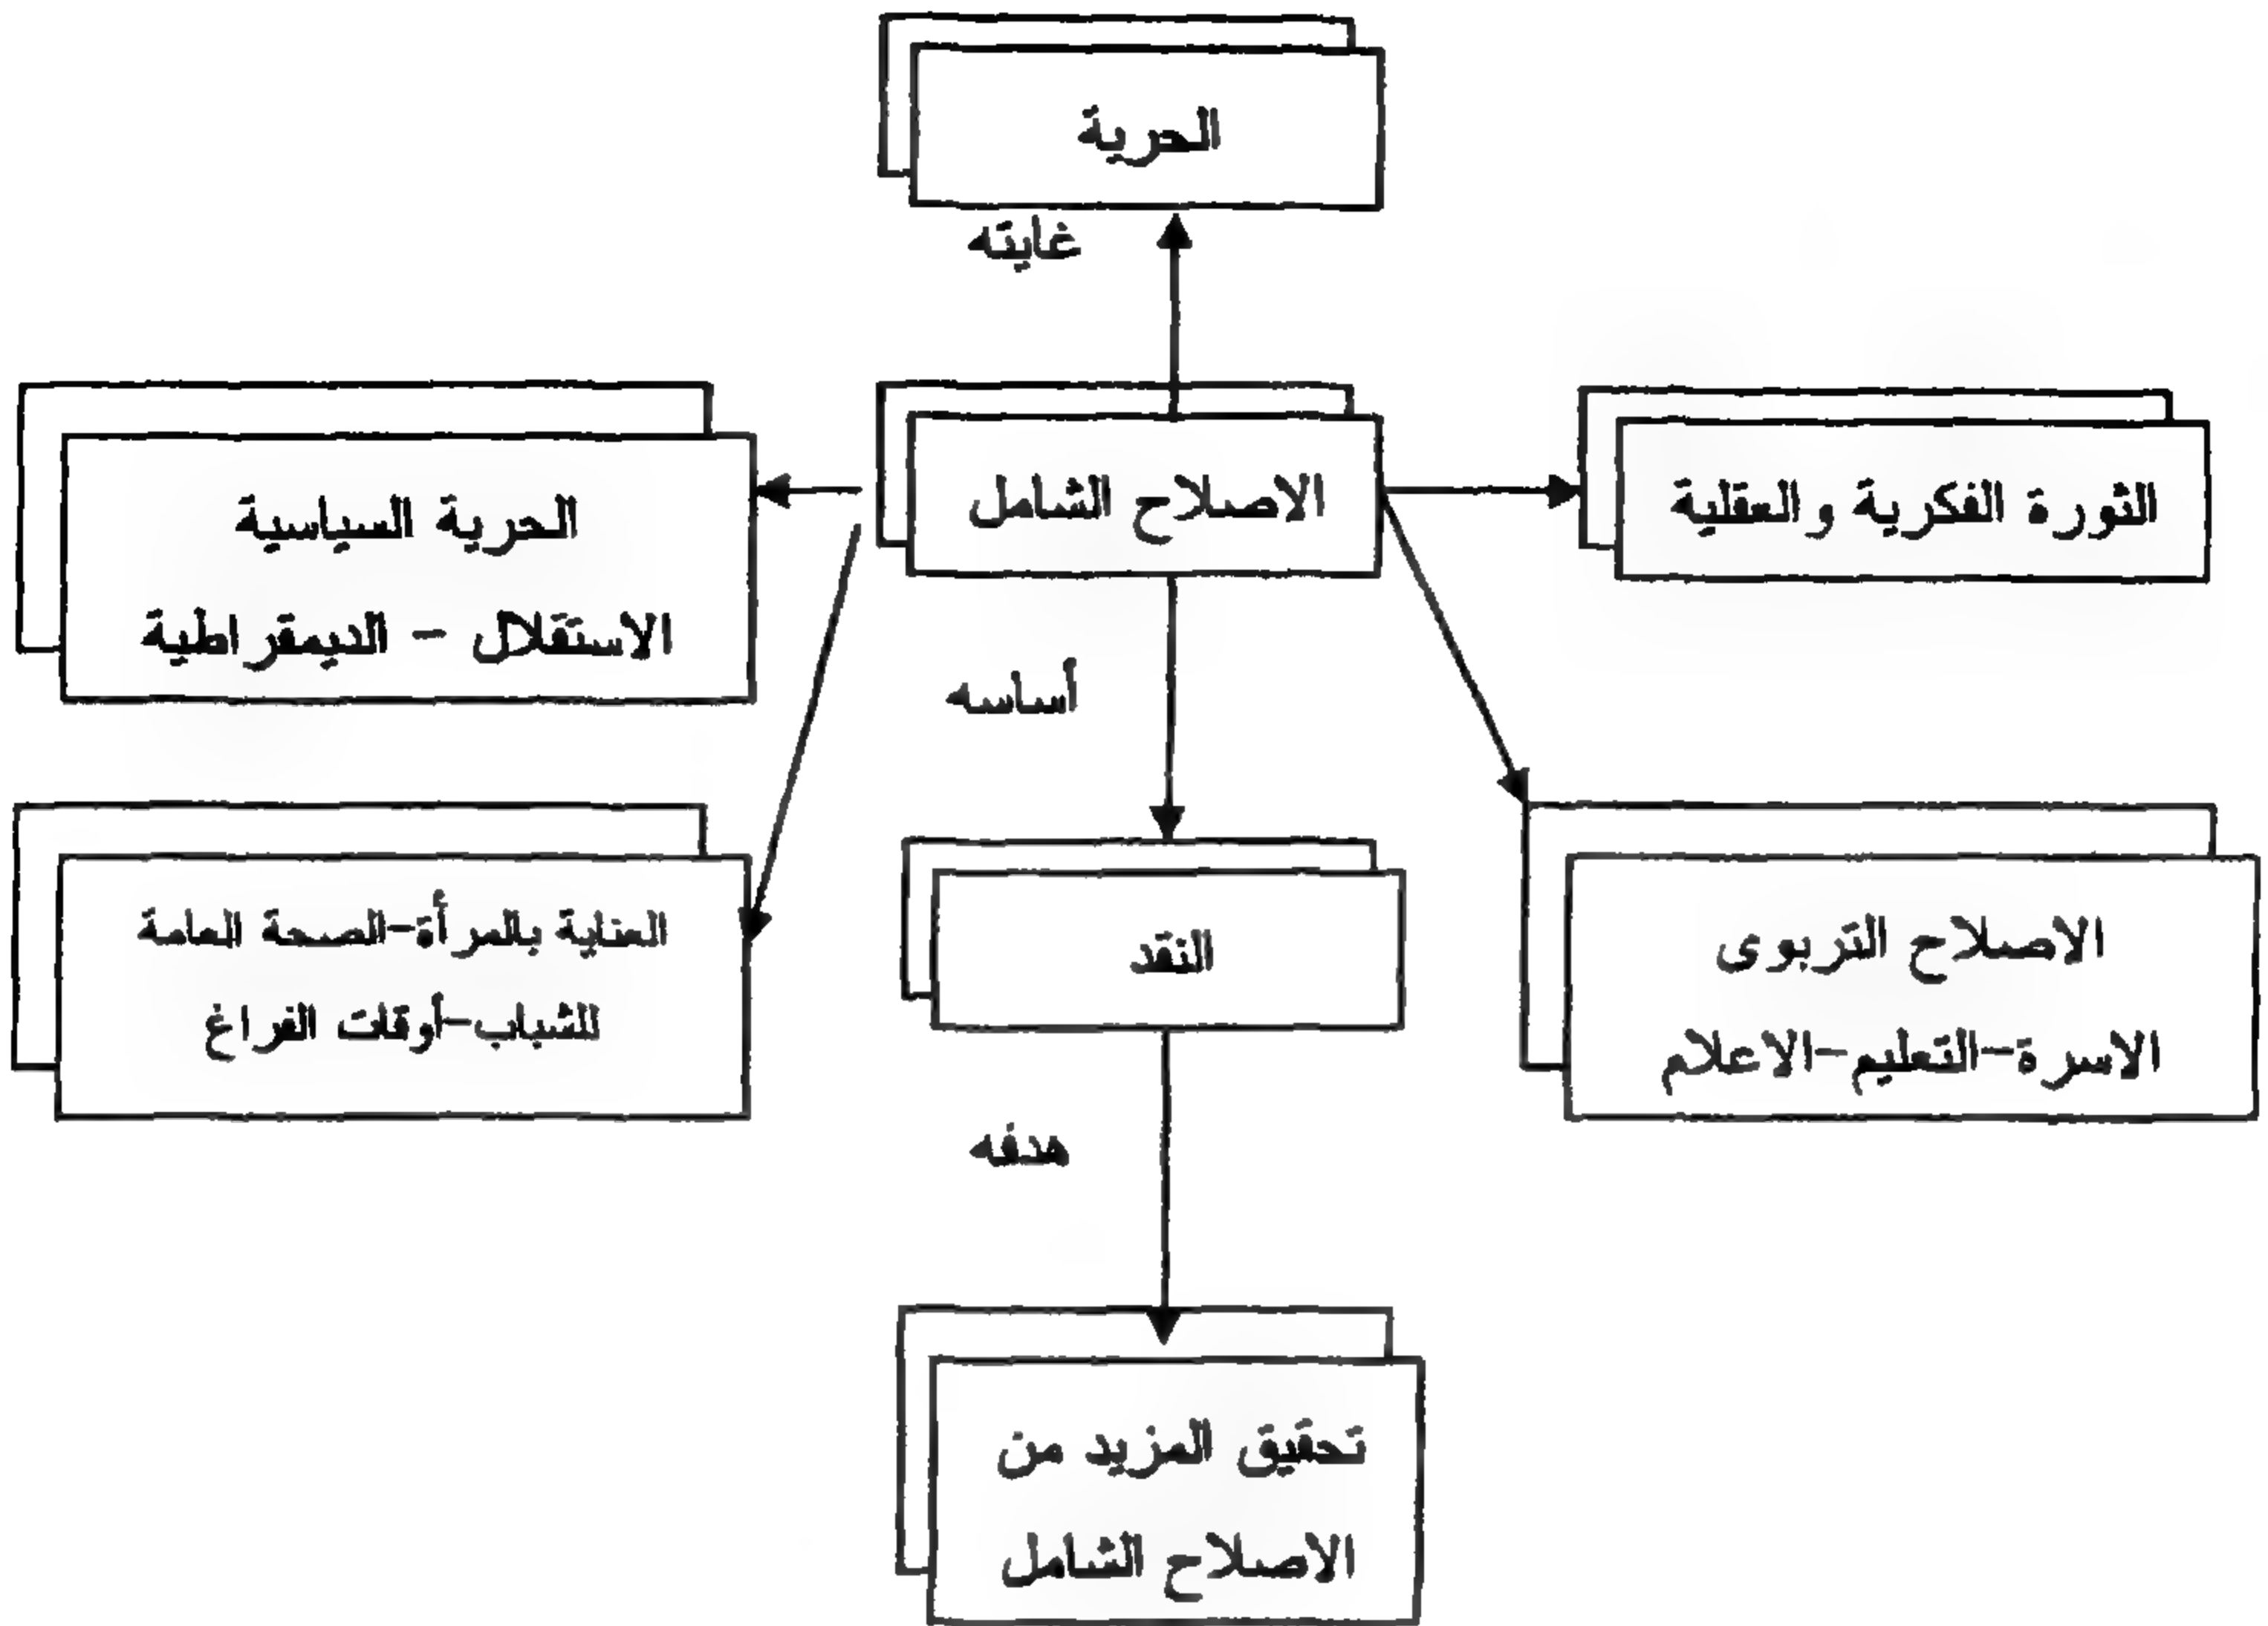 الحرية
غايته
الاصلاح الشامل
الثورة الفكرية والعقلية
الحرية السياسية
الاستقلال - الديمقراطية
أساسه
النقد
الاصلاح التربوى
الاسرة-التعليم-الاعلام
العناية بالمرأة-الصحة العامة
للشباب-أوقات الفراغ
هدفه
تحقيق المزيد من
الاصلاح الشامل